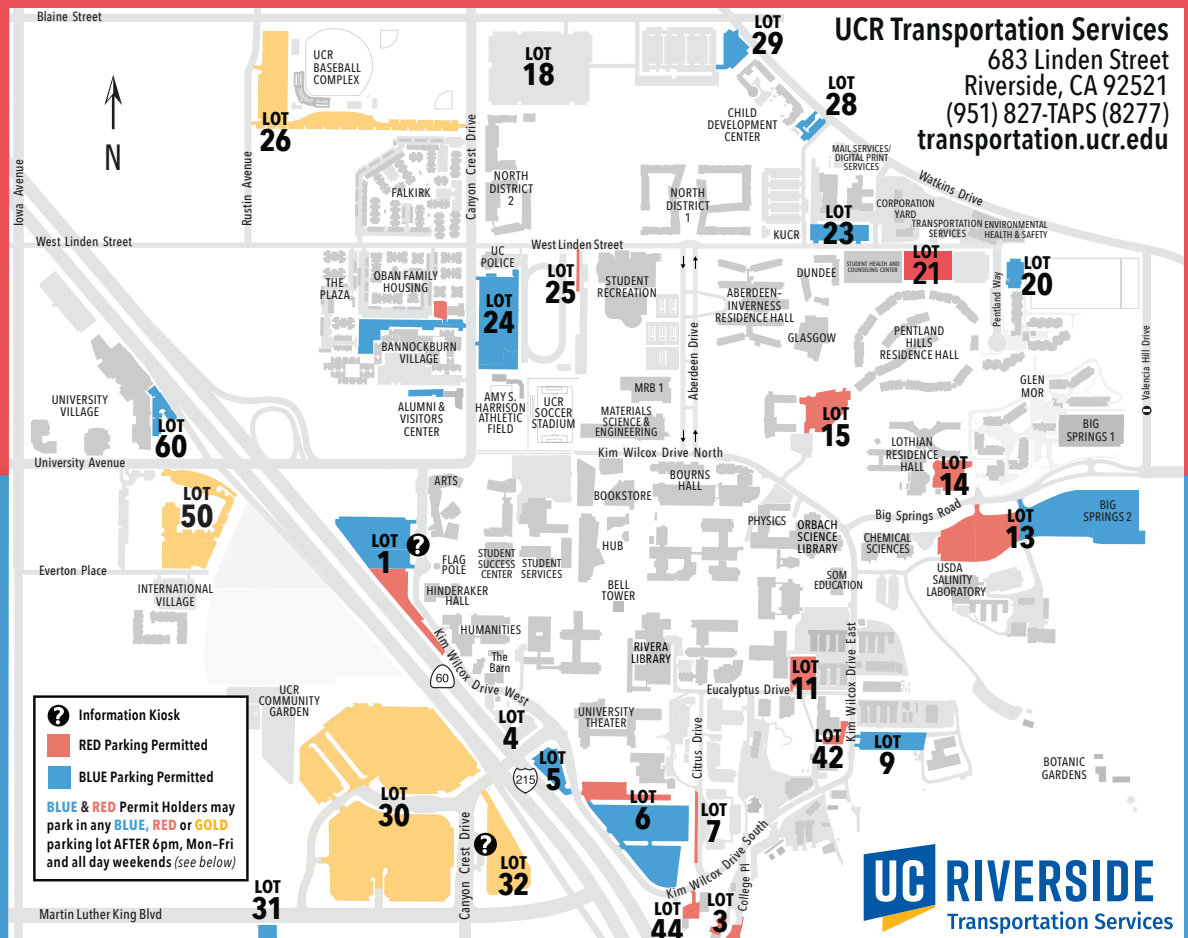 Blaine Street
UCR Transportation Services
683 Linden Street
Riverside, CA 92521
(951) 827-TAPS (8277)
transportation.ucr.edu
LOT
29
LOT
18
UCR
BASEBALL
COMPLEX
LOT
28
LOT
26
N
CHILD
DEVELOPMENT
CENTER
Canyon Crest Drive
Rustin Avenue
Iowa Avenue
MAIL SERVICES/
DIGITAL PRINT
SERVICES
Watkins Drive
FALKIRK
NORTH
DISTRICT
2
NORTH
DISTRICT
1
CORPORATION
YARD
TRANSPORTATION
SERVICES
ENVIRONMENTAL
HEALTH & SAFETY
LOT
23
KUCR
West Linden Street
West Linden Street
UC
POLICE
LOT
25
STUDENT
RECREATION
DUNDEE
STUDENT HEALTH AND
COUNSELING CENTER
LOT
21
LOT
20
Pentland Way
THE
PLAZA
OBAN FAMILY
HOUSING
LOT
24
ABERDEEN–
INVERNESS
RESIDENCE HALL
GLASGOW
PENTLAND
HILLS
RESIDENCE HALL
BANNOCKBURN
VILLAGE
Aberdeen Drive
Valencia Hill Drive
MRB 1
GLEN
MOR
UNIVERSITY
VILLAGE
LOT
60
ALUMNI &
VISITORS
CENTER
AMY S.
HARRISON
ATHLETIC
FIELD
UCR
SOCCER
STADIUM
MATERIALS
SCIENCE &
ENGINEERING
LOT
15
BIG
SPRINGS 1
LOTHIAN
RESIDENCE
HALL
LOT
14
University Avenue
Kim Wilcox Drive North
ARTS
BOOKSTORE
BOURNS
HALL
LOT
50
Big Springs Road
BIG
SPRINGS 2
LOT
13
PHYSICS
ORBACH
SCIENCE
LIBRARY
CHEMICAL
SCIENCES
LOT
1
?
FLAG
POLE
STUDENT
SUCCESS
CENTER
STUDENT
SERVICES
HUB
Everton Place
USDA
SALINITY
LABORATORY
SOM
EDUCATION
INTERNATIONAL
VILLAGE
HINDERAKER
HALL
BELL
TOWER
HUMANITIES
Kim Wilcox Drive West
The
Barn
RIVERA
LIBRARY
Kim Wilcox Drive East
LOT
11
Eucalyptus Drive
60
UCR
COMMUNITY
GARDEN
LOT
4
UNIVERSITY
THEATER
Citrus Drive
LOT
42
LOT
9
BOTANIC
GARDENS
LOT
5
215
LOT
6
LOT
7
LOT
30
Canyon Crest Drive
?
LOT
32
Kim Wilcox Drive South
College Pl
LOT
44
LOT
3
LOT
31
Martin Luther King Blvd
? Information Kiosk
RED Parking Permitted
BLUE Parking Permitted
BLUE & RED Permit Holders may
park in any BLUE, RED or GOLD
parking lot AFTER 6pm, Mon–Fri
and all day weekends (see below)
UC RIVERSIDE
Transportation Services